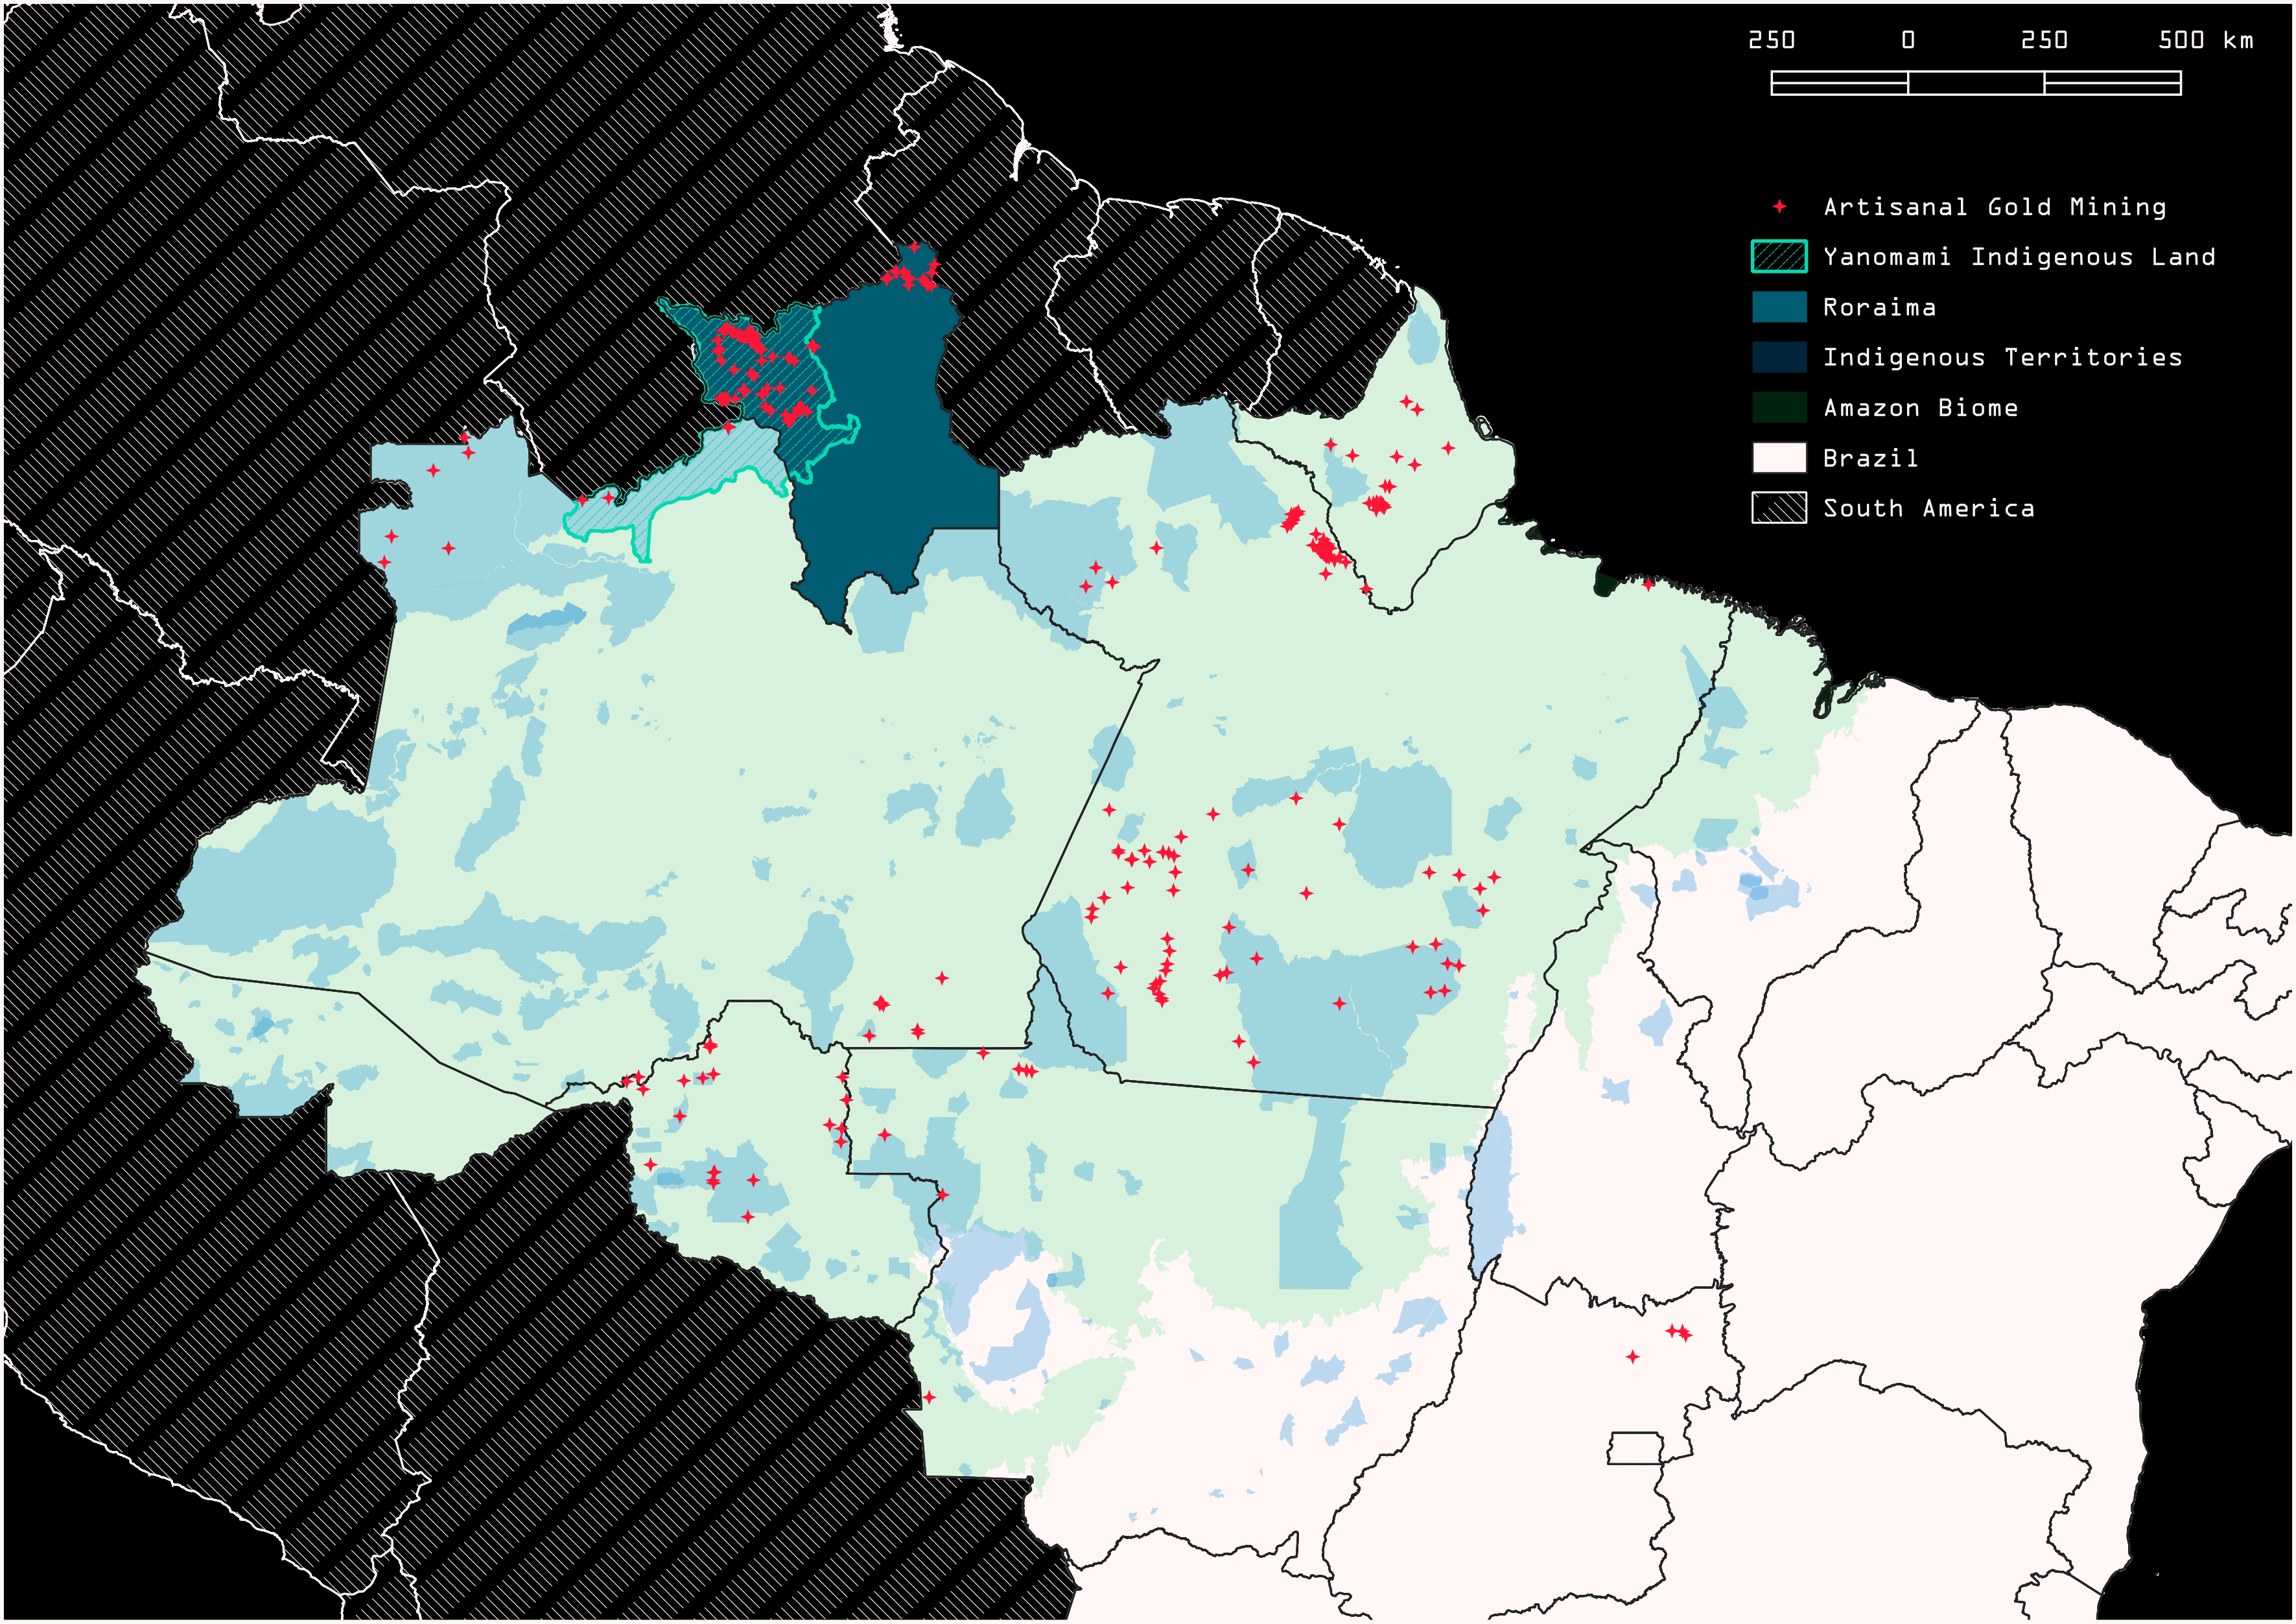 250 0 250 500 km
Artisanal Gold Mining
Yanomami Indigenous Land
Roraima
Indigenous Territories
Amazon Biome
Brazil
South America